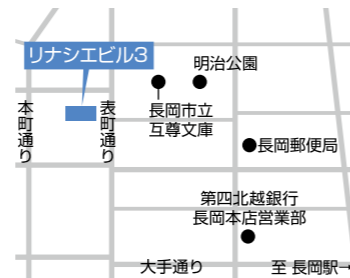 リナシエビル3
明治公園
本町通り
表町通り
長岡市立
互尊文庫
長岡郵便局
第四北越銀行
長岡本店営業部
大手通り
至 長岡駅→